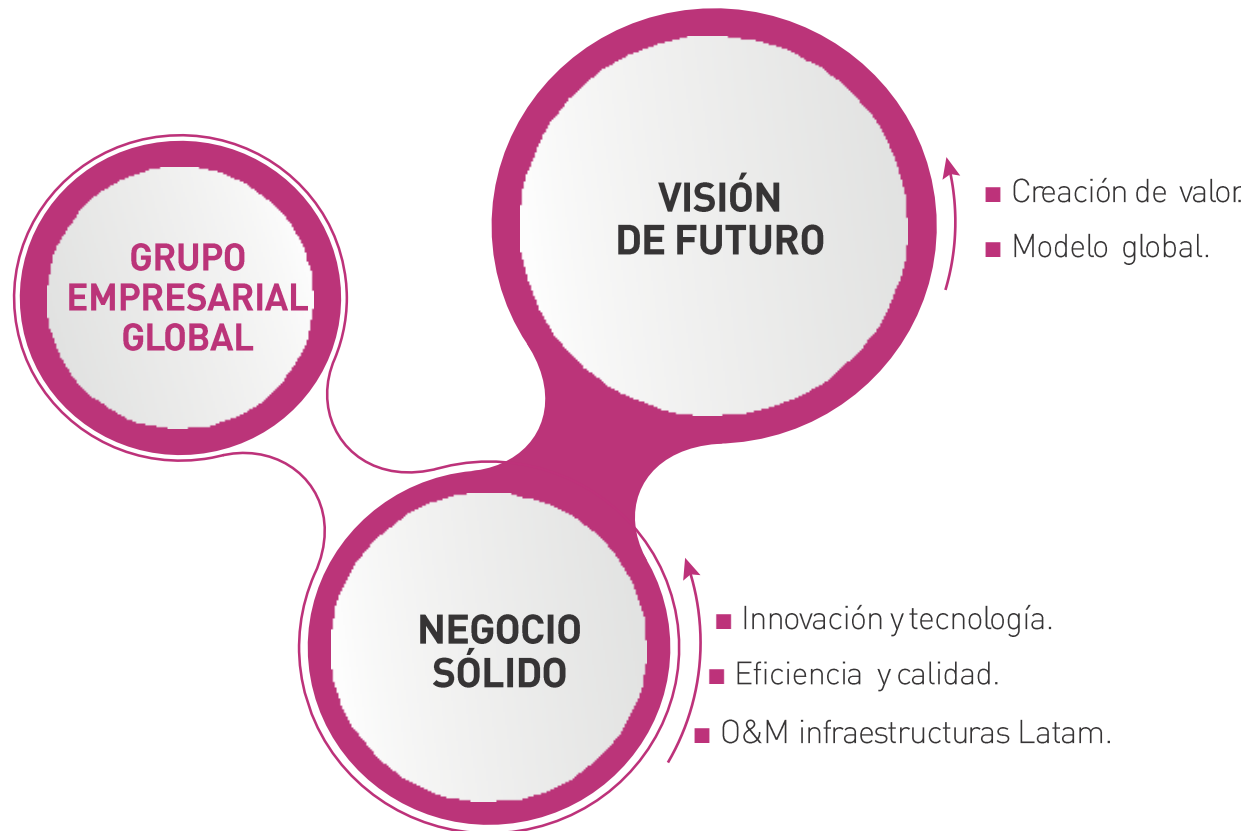 GRUPO
EMPRESARIAL
GLOBAL
VISIÓN
DE FUTURO
Creación de valor.
Modelo global.
NEGOCIO
SÓLIDO
Innovación y tecnología.
Eficiencia y calidad.
O&M infraestructuras Latam.